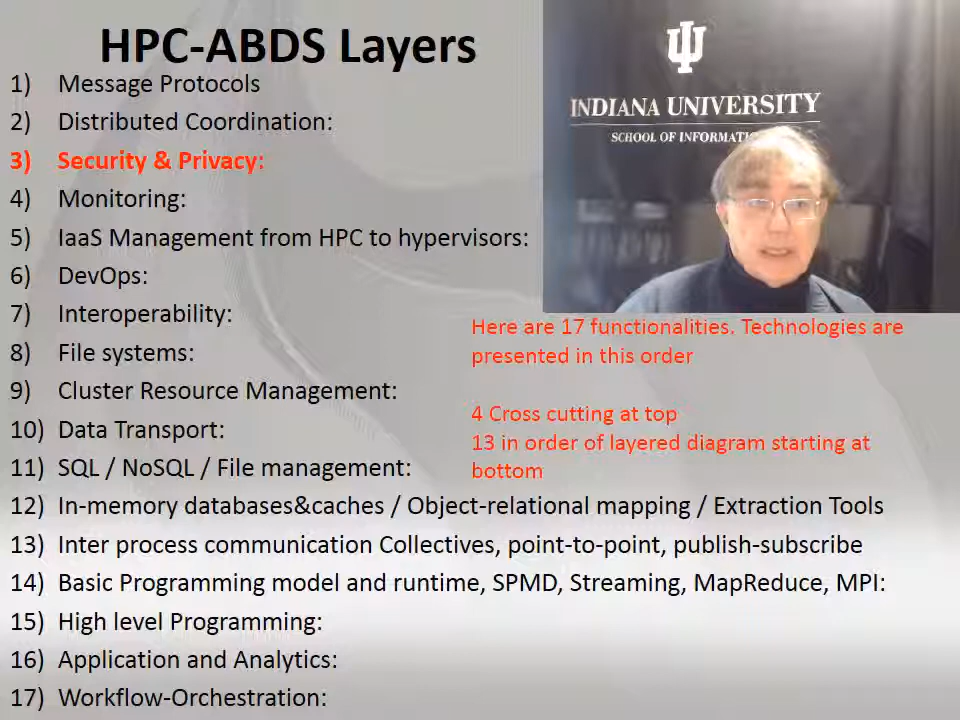 HPC-ABDS Layers
1) Message Protocols
2) Distributed Coordination:
3) Security & Privacy:
4) Monitoring:
5) IaaS Management from HPC to hypervisors:
6) DevOps:
7) Interoperability:
8) File systems:
9) Cluster Resource Management:
10) Data Transport:
11) SQL / NoSQL / File management:
12) In-memory databases&caches / Object-relational mapping / Extraction Tools
13) Inter process communication Collectives, point-to-point, publish-subscribe
14) Basic Programming model and runtime, SPMD, Streaming, MapReduce, MPI:
15) High level Programming:
16) Application and Analytics:
17) Workflow-Orchestration:
INDIANA UNIVERSITY
SCHOOL OF
Here are 17 functionalities. Technologies are
presented in this order
4 Cross cutting at top
13 in order of layered diagram starting at
bottom